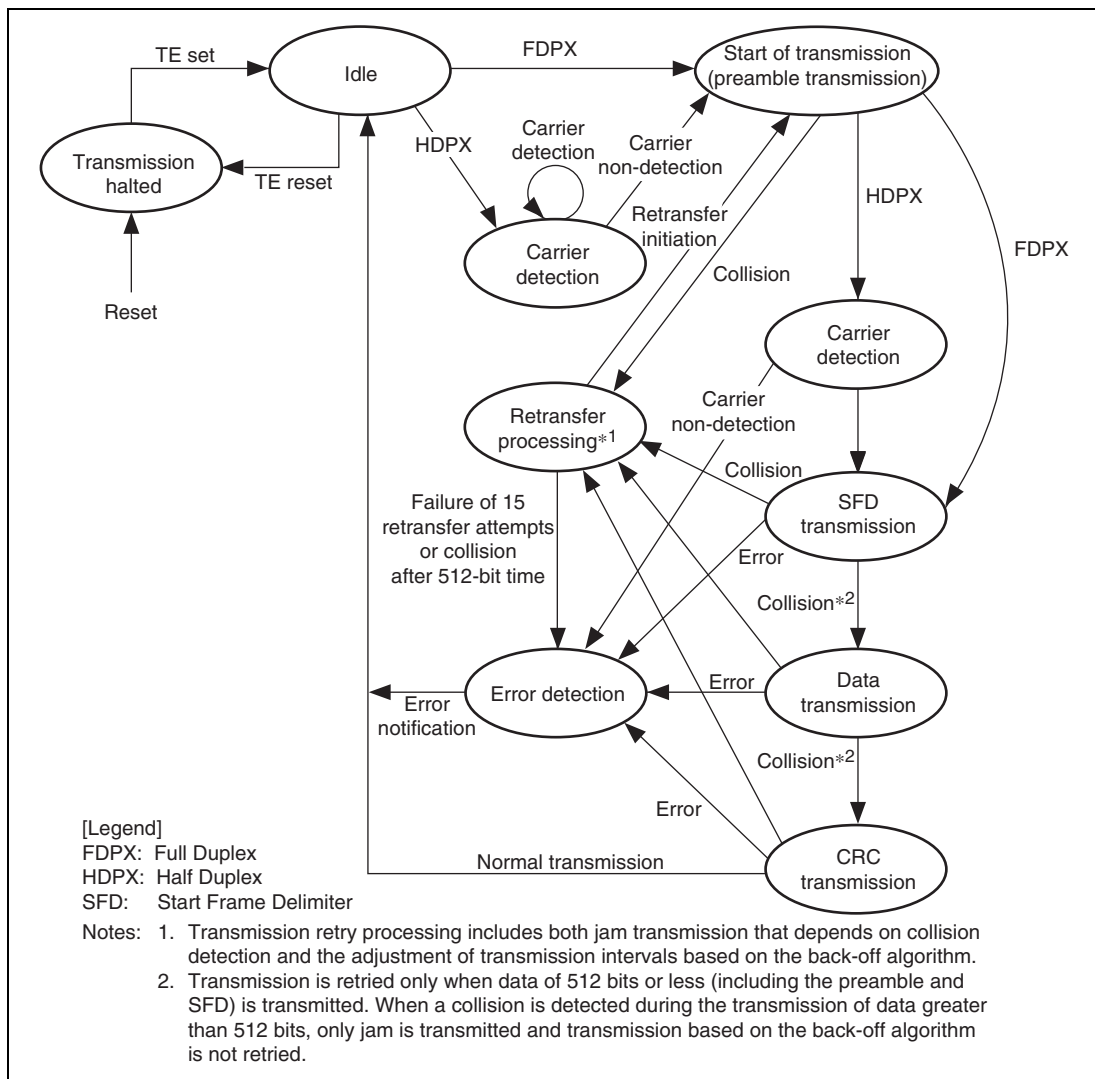 TE set
Idle
FDPX
Start of transmission
(preamble transmission)
Transmission
halted
TE reset
HDPX
Carrier
detection
Carrier
non-detection
Reset
Carrier
detection
Retransfer
initiation
Collision
HDPX
FDPX
Carrier
detection
Retransfer
processing*1
Carrier
non-detection
Collision
SFD
transmission
Failure of 15
retransfer attempts
or collision
after 512-bit time
Error
Collision*2
Error detection
Error
notification
Error
Data
transmission
Collision*2
Error
Normal transmission
CRC
transmission
[Legend]
FDPX: Full Duplex
HDPX: Half Duplex
SFD: Start Frame Delimiter
Notes: 1. Transmission retry processing includes both jam transmission that depends on collision
detection and the adjustment of transmission intervals based on the back-off algorithm.
2. Transmission is retried only when data of 512 bits or less (including the preamble and
SFD) is transmitted. When a collision is detected during the transmission of data greater
than 512 bits, only jam is transmitted and transmission based on the back-off algorithm
is not retried.